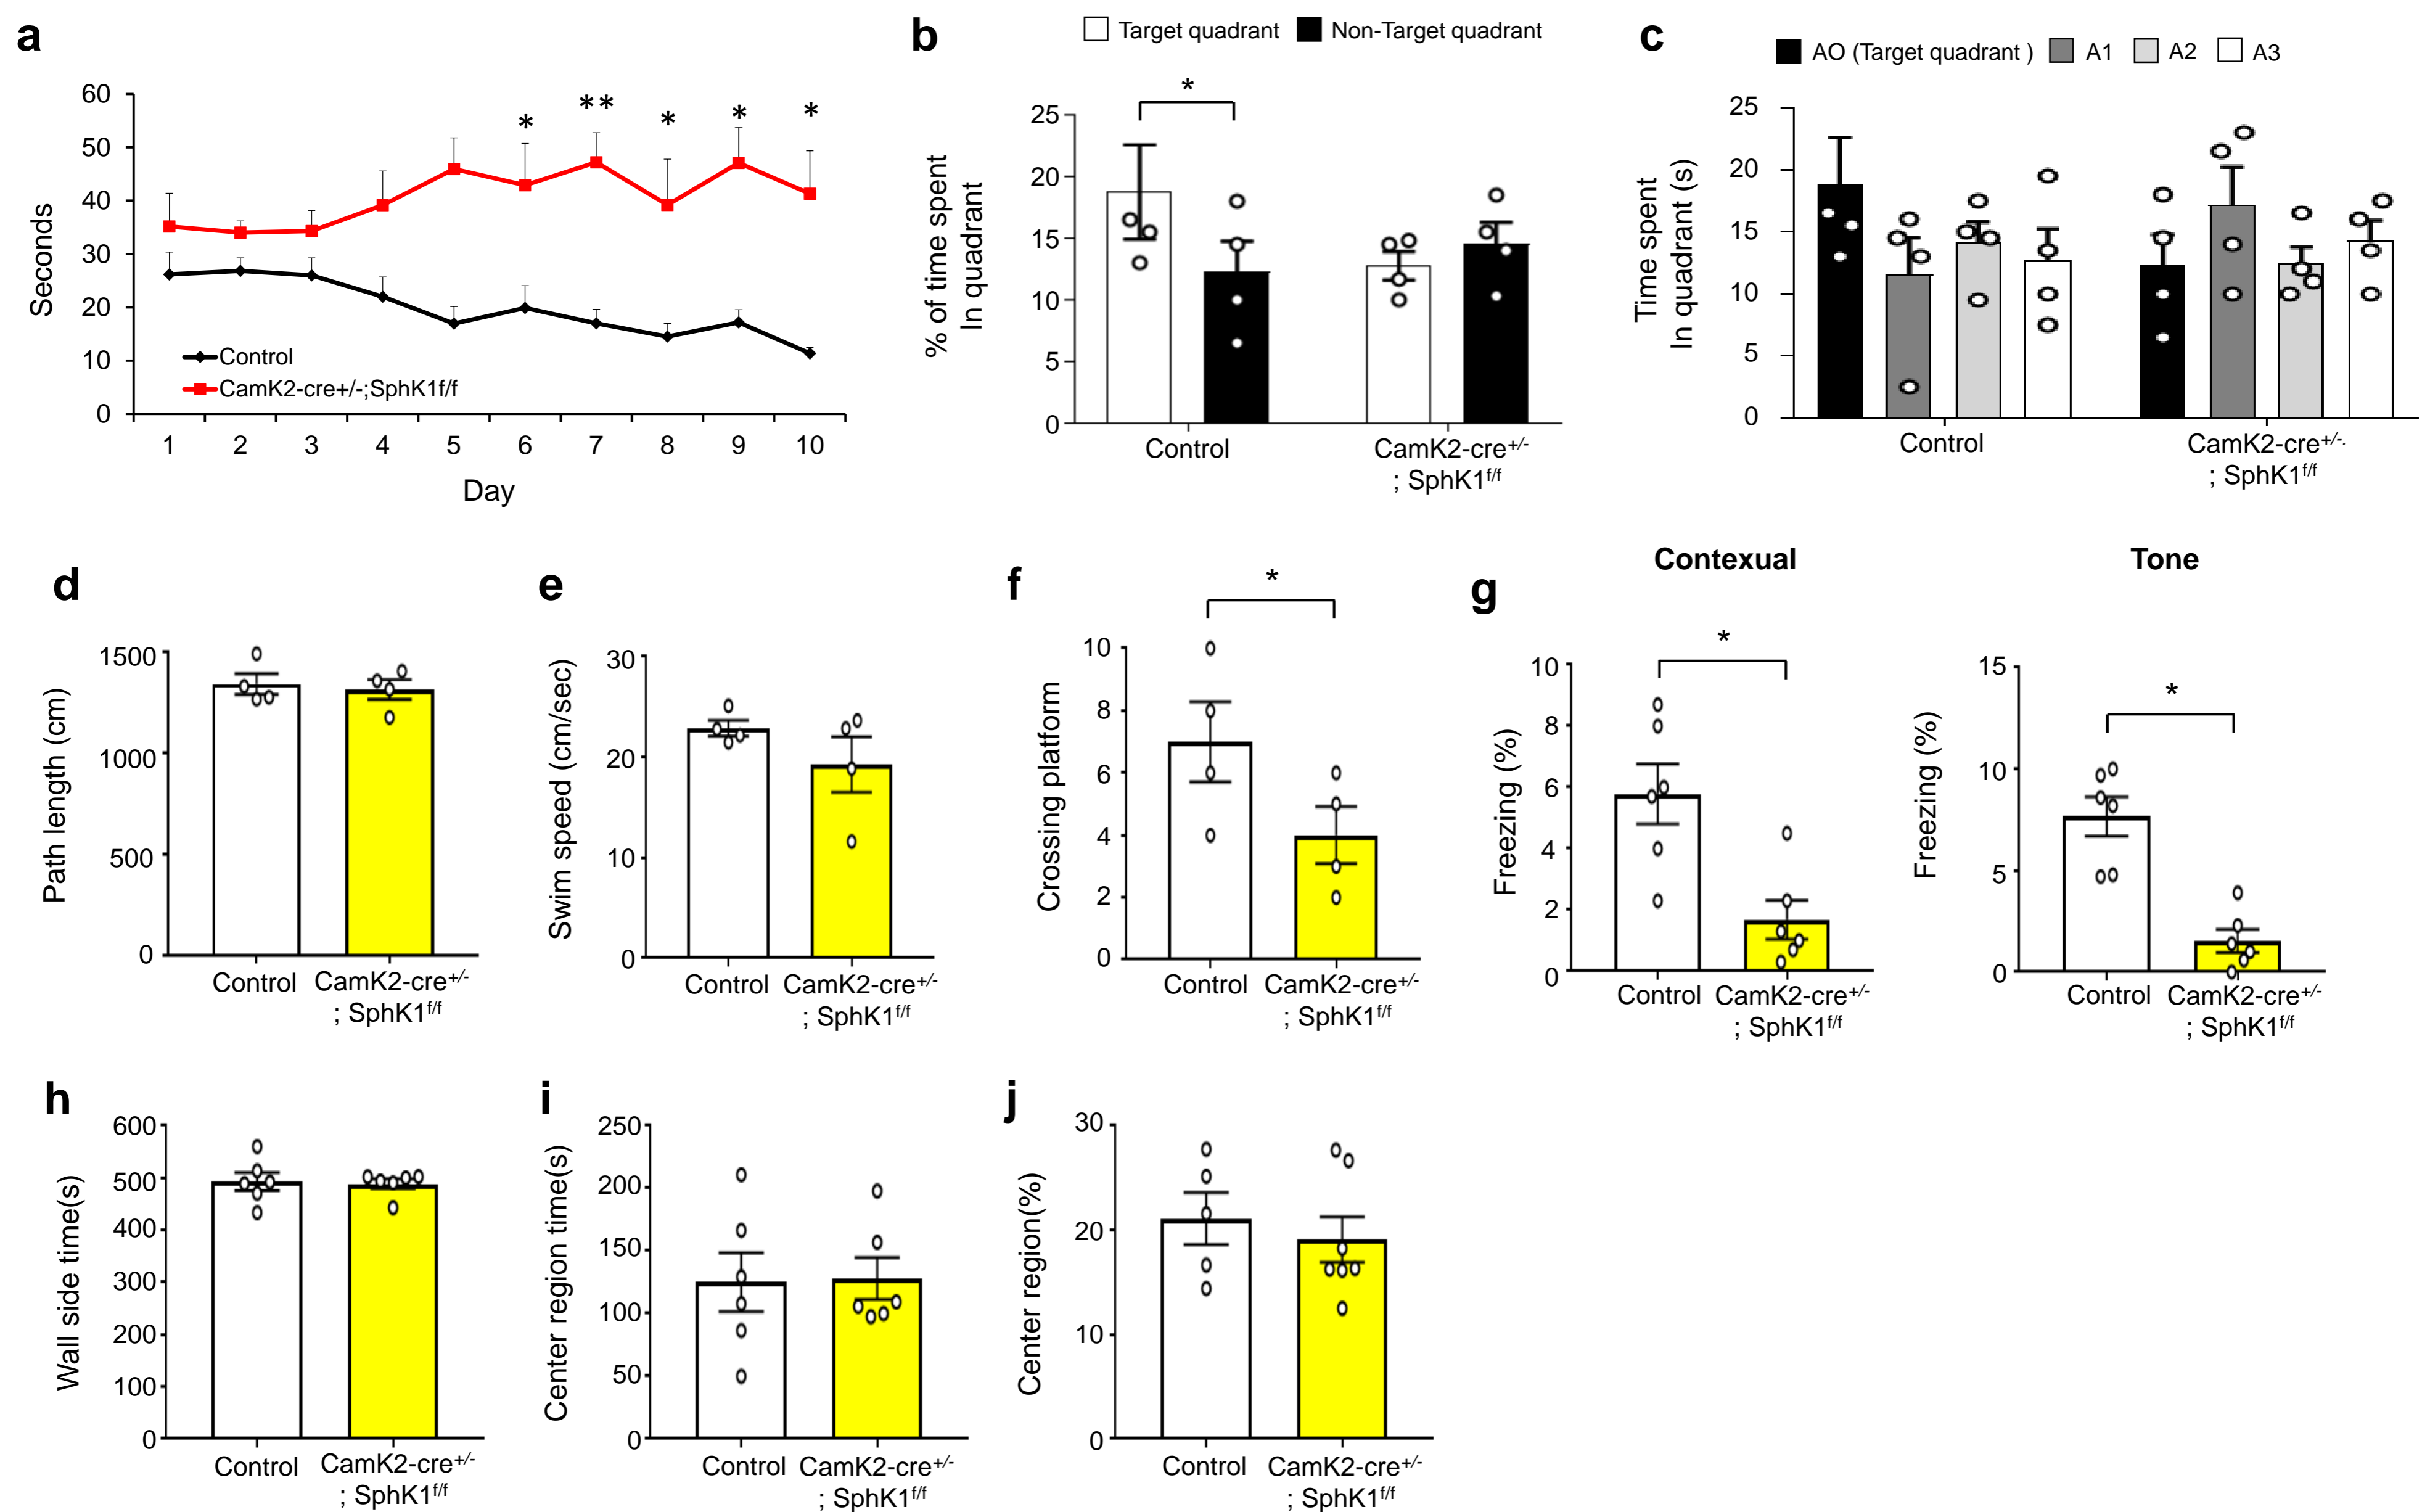 a
60
50
40
30
20
10
0
Seconds
*
**
*
*
*
Control
CamK2-cre+/-;SphK1f/f
1 2 3 4 5 6 7 8 9 10
Day
b
Target quadrant
Non-Target quadrant
*
25
20
15
10
5
0
% of time spent
In quadrant
Control
CamK2-cre+/-
; SphK1f/f
c
AO (Target quadrant )
A1
A2
A3
25
20
15
10
5
0
Time spent
In quadrant (s)
Control
CamK2-cre+/-.
; SphK1f/f
d
1500
1000
500
0
Path length (cm)
Control
CamK2-cre+/-
; SphK1f/f
e
30
20
10
0
Swim speed (cm/sec)
Control
CamK2-cre+/-
; SphK1f/f
f
*
10
8
6
4
2
0
Crossing platform
Control
CamK2-cre+/-
; SphK1f/f
g
Contexual
*
10
8
6
4
2
0
Freezing (%)
Control
CamK2-cre+/-
; SphK1f/f
Tone
*
15
10
5
0
Freezing (%)
Control
CamK2-cre+/-
; SphK1f/f
h
600
500
400
300
200
100
0
Wall side time(s)
Control
CamK2-cre+/-
; SphK1f/f
i
250
200
150
100
50
0
Center region time(s)
Control
CamK2-cre+/-
; SphK1f/f
j
30
20
10
0
Center region(%)
Control
CamK2-cre+/-
; SphK1f/f